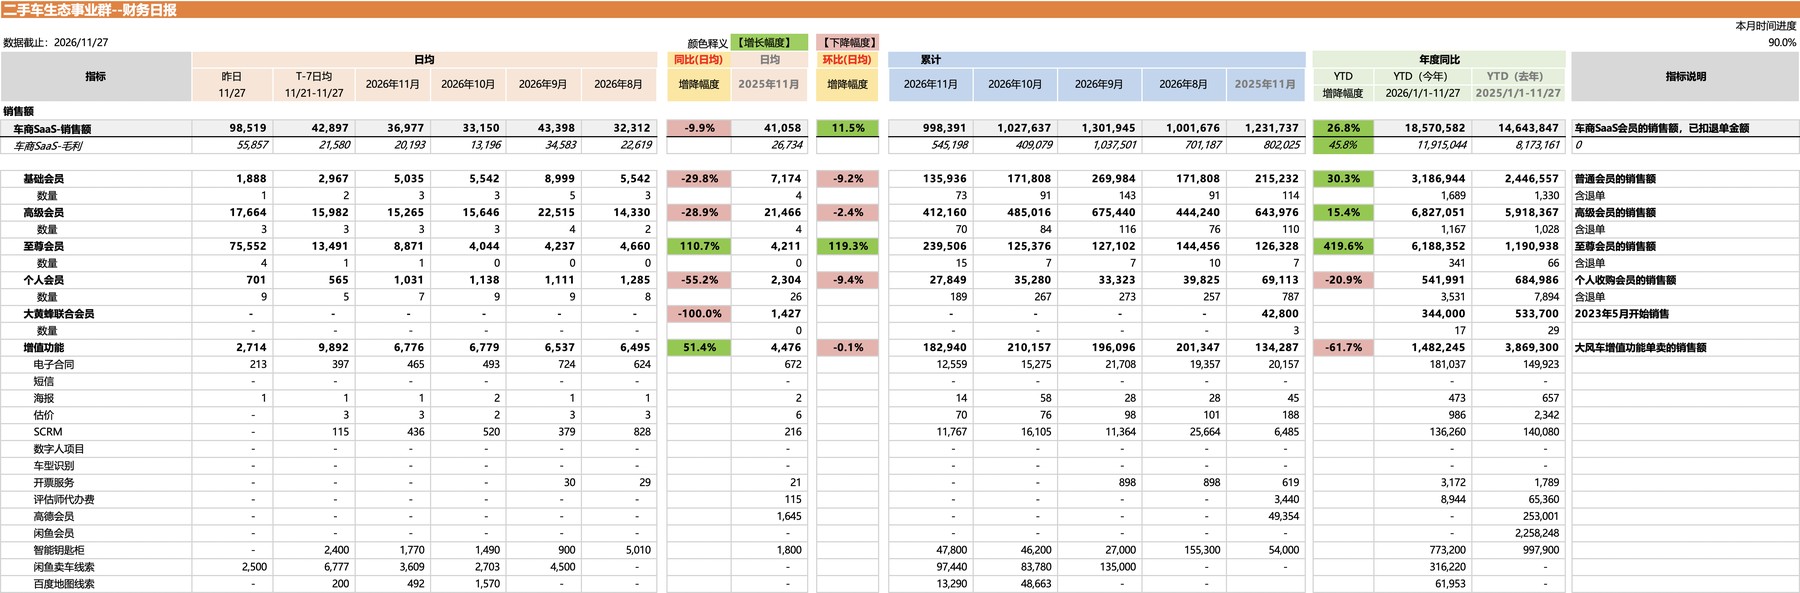 二手车生态事业群--财务日报
本月时间进度
数据截止：2026/11/27 颜色释义 【增长幅度】 【下降幅度】 90.0%
指标 日均 同比(日均) 日均 环比(日均) 累计 年度同比 指标说明
昨日 T-7日均 2026年11月 2026年10月 2026年9月 2026年8月 增降幅度 2025年11月 增降幅度 2026年11月 2026年10月 2026年9月 2026年8月 2025年11月 YTD YTD（今年） YTD（去年）
11/27 11/21-11/27 增降幅度 2026/1/1-11/27 2025/1/1-11/27
销售额
车商SaaS-销售额 98,519 42,897 36,977 33,150 43,398 32,312 -9.9% 41,058 11.5% 998,391 1,027,637 1,301,945 1,001,676 1,231,737 26.8% 18,570,582 14,643,847 车商SaaS会员的销售额，已扣退单金额
车商SaaS-毛利 55,857 21,580 20,193 13,196 34,583 22,619 26,734 545,198 409,079 1,037,501 701,187 802,025 45.8% 11,915,044 8,173,161 0
基础会员 1,888 2,967 5,035 5,542 8,999 5,542 -29.8% 7,174 -9.2% 135,936 171,808 269,984 171,808 215,232 30.3% 3,186,944 2,446,557 普通会员的销售额
数量 1 2 3 3 5 3 4 73 91 143 91 114 1,689 1,330 含退单
高级会员 17,664 15,982 15,265 15,646 22,515 14,330 -28.9% 21,466 -2.4% 412,160 485,016 675,440 444,240 643,976 15.4% 6,827,051 5,918,367 高级会员的销售额
数量 3 3 3 3 4 2 4 70 84 116 76 110 1,167 1,028 含退单
至尊会员 75,552 13,491 8,871 4,044 4,237 4,660 110.7% 4,211 119.3% 239,506 125,376 127,102 144,456 126,328 419.6% 6,188,352 1,190,938 至尊会员的销售额
数量 4 1 1 0 0 0 0 15 7 7 10 7 341 66 含退单
个人会员 701 565 1,031 1,138 1,111 1,285 -55.2% 2,304 -9.4% 27,849 35,280 33,323 39,825 69,113 -20.9% 541,991 684,986 个人收购会员的销售额
数量 9 5 7 9 9 8 26 189 267 273 257 787 3,531 7,894 含退单
大黄蜂联合会员 - - - - - - -100.0% 1,427 - - - - 42,800 344,000 533,700 2023年5月开始销售
数量 - - - - - - 0 - - - - 3 17 29
增值功能 2,714 9,892 6,776 6,779 6,537 6,495 51.4% 4,476 -0.1% 182,940 210,157 196,096 201,347 134,287 -61.7% 1,482,245 3,869,300 大风车增值功能单卖的销售额
电子合同 213 397 465 493 724 624 672 12,559 15,275 21,708 19,357 20,157 181,037 149,923
短信 - - - - - - - - - - - - - -
海报 1 1 1 2 1 1 2 14 58 28 28 45 473 657
估价 - 3 3 2 3 3 6 70 76 98 101 188 986 2,342
SCRM - 115 436 520 379 828 216 11,767 16,105 11,364 25,664 6,485 136,260 140,080
数字人项目 - - - - - - - - - - - - - -
车型识别 - - - - - - - - - - - - - -
开票服务 - - - - 30 29 21 - - 898 898 619 3,172 1,789
评估师代办费 - - - - - - 115 - - - - 3,440 8,944 65,360
高德会员 - - - - - - 1,645 - - - - 49,354 - 253,001
闲鱼会员 - - - - - - - - - - - - - 2,258,248
智能钥匙柜 - 2,400 1,770 1,490 900 5,010 1,800 47,800 46,200 27,000 155,300 54,000 773,200 997,900
闲鱼卖车线索 2,500 6,777 3,609 2,703 4,500 - - 97,440 83,780 135,000 - - 316,220 -
百度地图线索 - 200 492 1,570 - - - 13,290 48,663 - - - 61,953 -